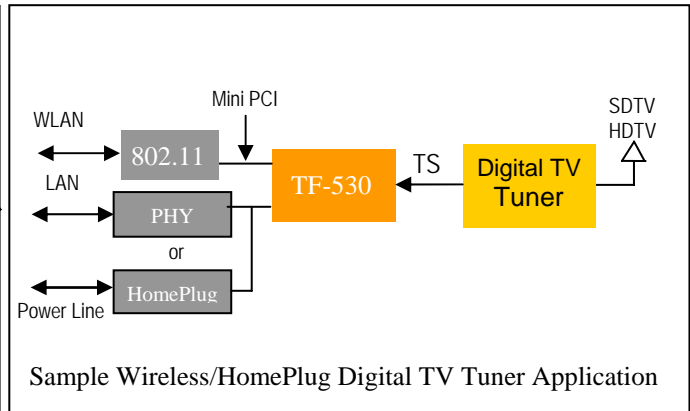 Mini PCI
SDTV
HDTV
WLAN
802.11
LAN
TF-530
TS
Digital TV
Tuner
PHY
or
HomePlug
Power Line
Sample Wireless/HomePlug Digital TV Tuner Application